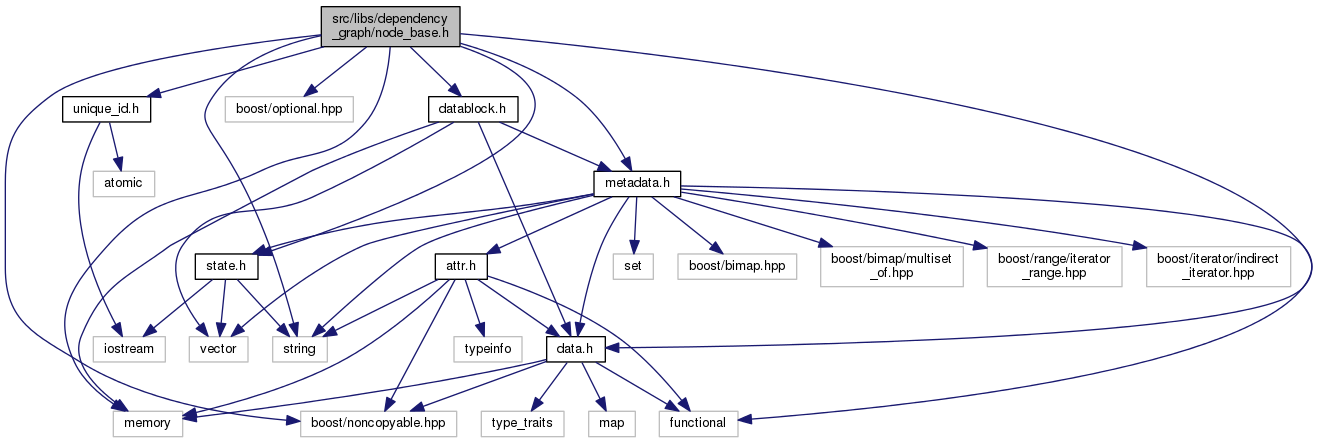 src/libs/dependency
_graph/node_base.h
unique_id.h
boost/optional.hpp
datablock.h
atomic
metadata.h
state.h
attr.h
set
boost/bimap.hpp
boost/bimap/multiset
_of.hpp
boost/range/iterator
_range.hpp
boost/iterator/indirect
_iterator.hpp
iostream
vector
string
typeinfo
data.h
memory
boost/noncopyable.hpp
type_traits
map
functional